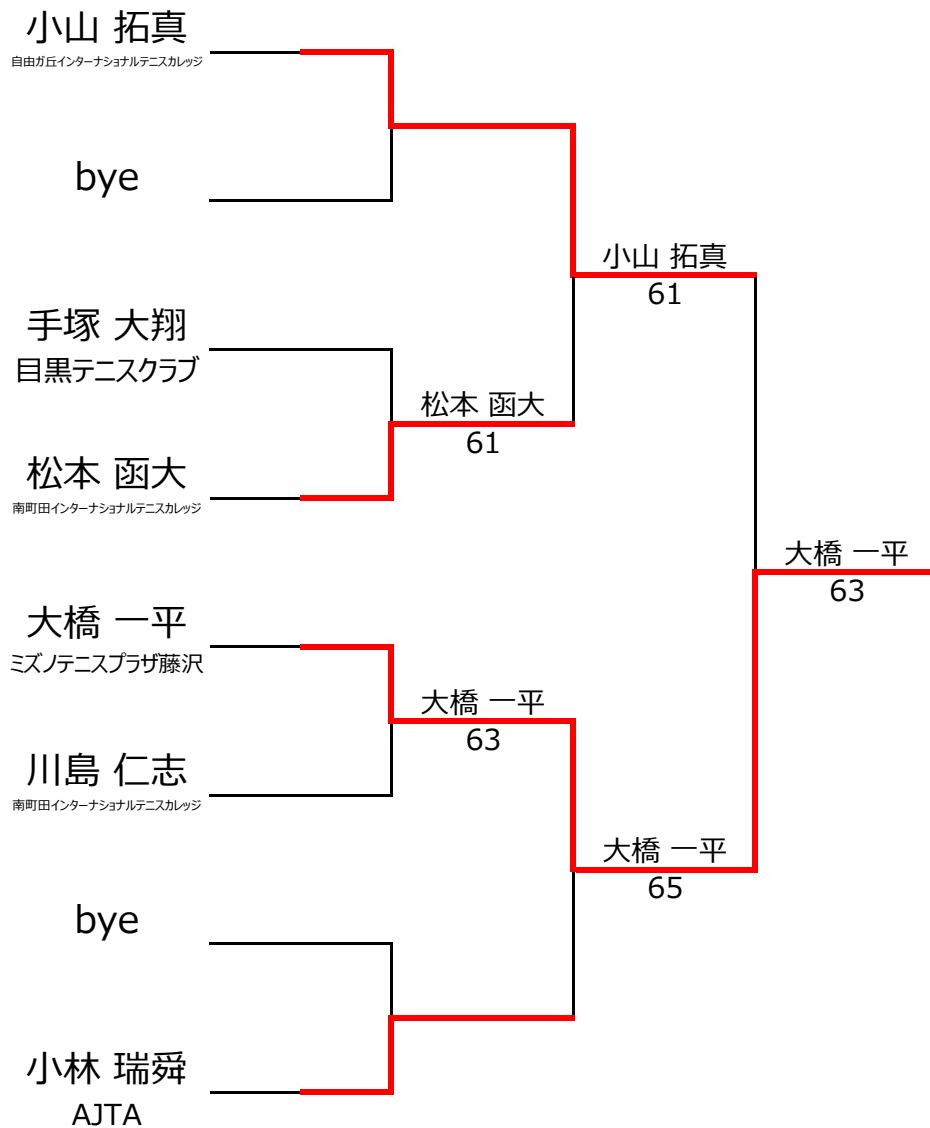 小山 拓真
自由ガ丘インターナショナルテニスカレッジ
bye
小山 拓真
61
手塚 大翔
目黒テニスクラブ
松本 函大
61
松本 函大
南町田インターナショナルテニスカレッジ
大橋 一平
63
大橋 一平
ミズノテニスプラザ藤沢
大橋 一平
63
川島 仁志
南町田インターナショナルテニスカレッジ
大橋 一平
65
bye
小林 瑞舜
AJTA